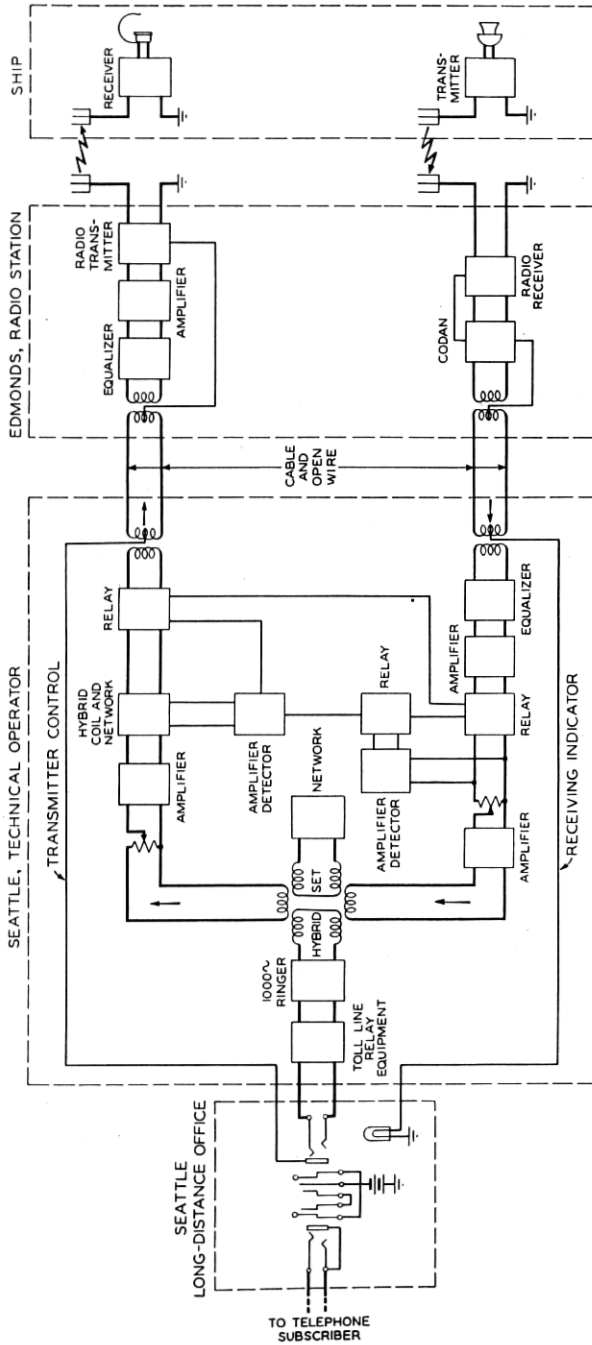 SEATTLE
LONG-DISTANCE OFFICE
TO TELEPHONE
SUBSCRIBER
SEATTLE, TECHNICAL OPERATOR
TRANSMITTER CONTROL
AMPLIFIER
HYBRID
COIL AND
NETWORK
RELAY
1000~
RINGER
TOLL LINE
RELAY
EQUIPMENT
HYBRID
SET
NETWORK
AMPLIFIER
DETECTOR
AMPLIFIER
DETECTOR
RELAY
AMPLIFIER
RELAY
AMPLIFIER
EQUALIZER
RECEIVING INDICATOR
CABLE
AND
OPEN
WIRE
EDMONDS, RADIO STATION
EQUALIZER
AMPLIFIER
RADIO
TRANS-
MITTER
CODAN
RADIO
RECEIVER
SHIP
RECEIVER
TRANS-
MITTER